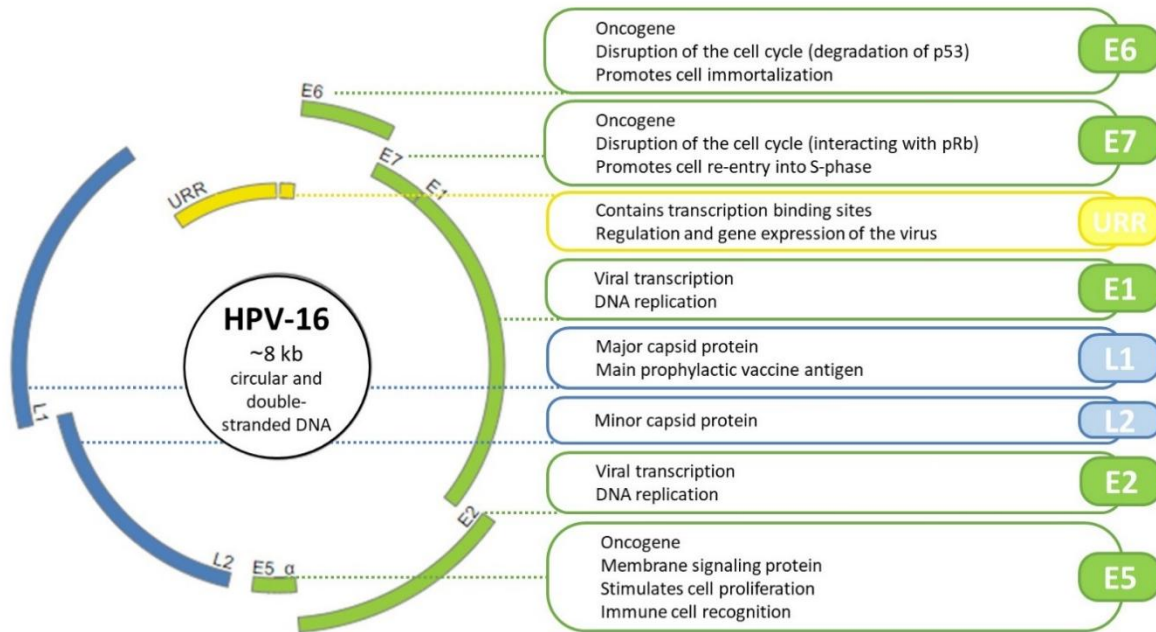 E6
E7
E1
URR
HPV-16
~8 kb
circular and
double-
stranded DNA
L1
L2
E5_α
E2
Oncogene
Disruption of the cell cycle (degradation of p53)
Promotes cell immortalization
E6
Oncogene
Disruption of the cell cycle (interacting with pRb)
Promotes cell re-entry into S-phase
E7
Contains transcription binding sites
Regulation and gene expression of the virus
URR
Viral transcription
DNA replication
E1
Major capsid protein
Main prophylactic vaccine antigen
L1
Minor capsid protein
L2
Viral transcription
DNA replication
E2
Oncogene
Membrane signaling protein
Stimulates cell proliferation
Immune cell recognition
E5